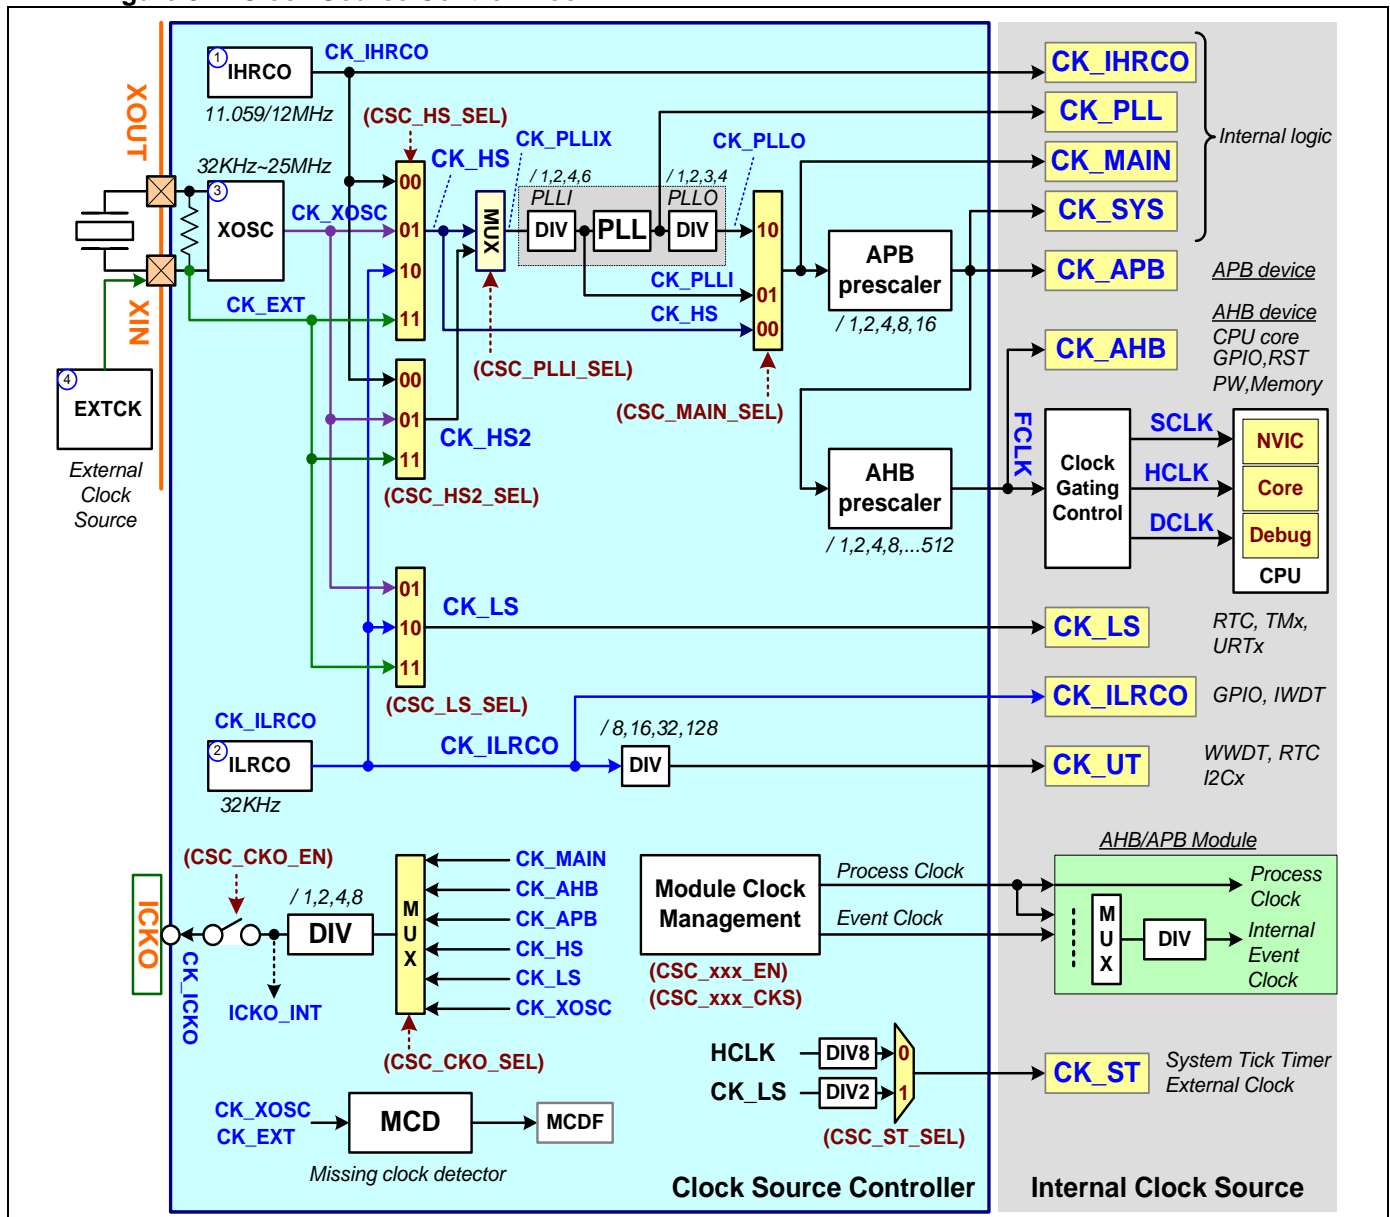 CK_IHRCO
1
IHRCO
11.059/12MHz
CK_IHRCO
CK_PLL
CK_MAIN
CK_SYS
Internal logic
XOUT
XIN
32KHz~25MHz
3
XOSC
CK_XOSC
CK_EXT
4
EXTCK
External
Clock
Source
(CSC_HS_SEL)
00
01
10
11
CK_HS
CK_PLLIX
MUX
(CSC_PLLI_SEL)
/ 1,2,4,6
PLLI
DIV
PLL
/ 1,2,3,4
PLLO
DIV
CK_PLLO
CK_PLLI
CK_HS
10
01
00
(CSC_MAIN_SEL)
APB
prescaler
/ 1,2,4,8,16
CK_APB
APB device
00
01
11
CK_HS2
(CSC_HS2_SEL)
AHB
prescaler
/ 1,2,4,8,...512
CK_AHB
AHB device
CPU core
GPIO,RST
PW,Memory
FCLK
Clock
Gating
Control
SCLK
HCLK
DCLK
NVIC
Core
Debug
CPU
01
10
11
CK_LS
(CSC_LS_SEL)
CK_LS
RTC, TMx,
URTx
CK_ILRCO
2
ILRCO
32KHz
CK_ILRCO
/ 8,16,32,128
DIV
CK_ILRCO
GPIO, IWDT
CK_UT
WWDT, RTC
I2Cx
(CSC_CKO_EN)
ICKO
CK_ICKO
ICKO_INT
/ 1,2,4,8
DIV
MUX
CK_MAIN
CK_AHB
CK_APB
CK_HS
CK_LS
CK_XOSC
(CSC_CKO_SEL)
Module Clock
Management
(CSC_xxx_EN)
(CSC_xxx_CKS)
Process Clock
Event Clock
AHB/APB Module
MUX
DIV
Process
Clock
Internal
Event
Clock
HCLK
DIV8
0
CK_LS
DIV2
1
(CSC_ST_SEL)
CK_ST
System Tick Timer
External Clock
CK_XOSC
CK_EXT
MCD
MCDF
Missing clock detector
Clock Source Controller
Internal Clock Source